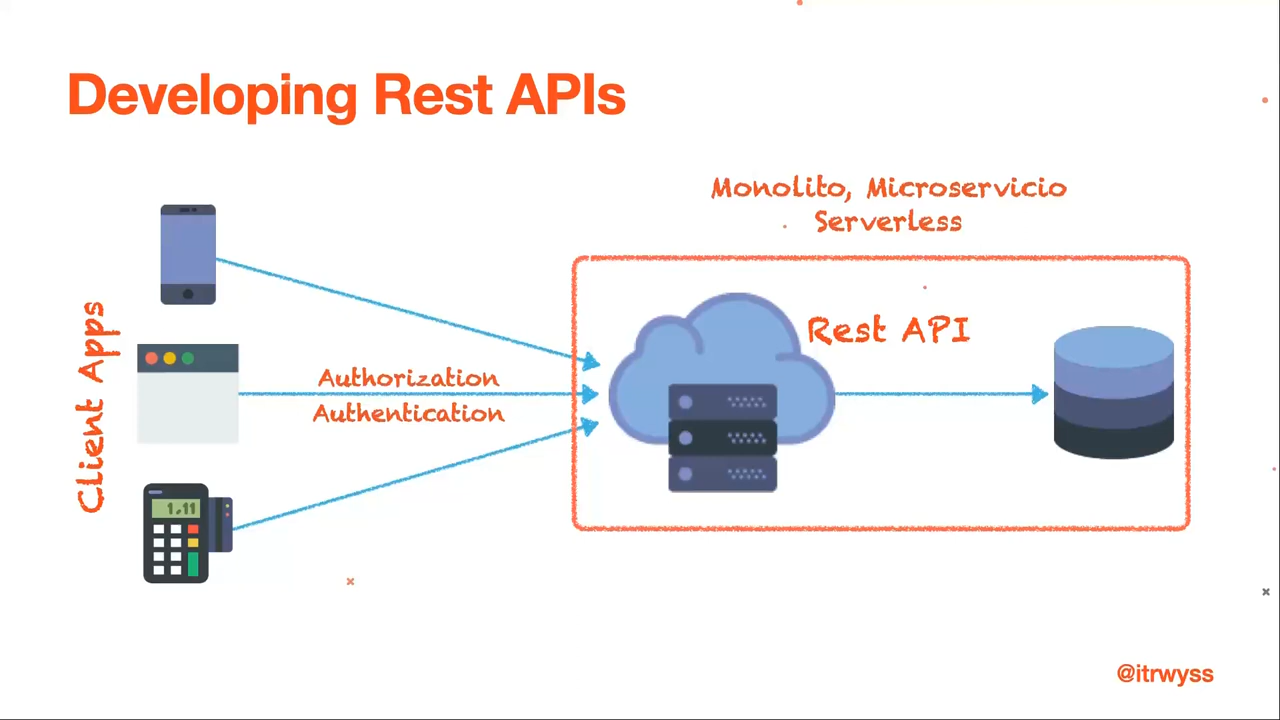 Developing Rest APIs
Monolito, Microservicio
Serverless
Client Apps
Authorization
Authentication
Rest API
1,11
@itrwyss